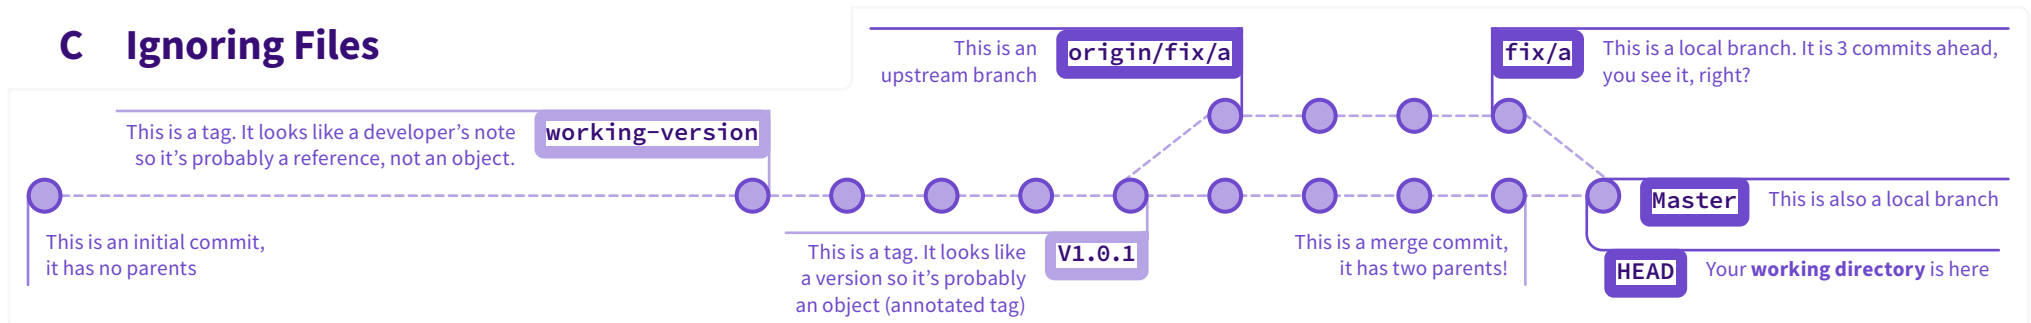 C Ignoring Files
This is an
upstream branch
origin/fix/a
fix/a
This is a local branch. It is 3 commits ahead,
you see it, right?
This is a tag. It looks like a developer's note
so it's probably a reference, not an object.
working-version
This is an initial commit,
it has no parents
This is a tag. It looks like
a version so it's probably
an object (annotated tag)
V1.0.1
This is a merge commit,
it has two parents!
Master
This is also a local branch
HEAD
Your working directory is here